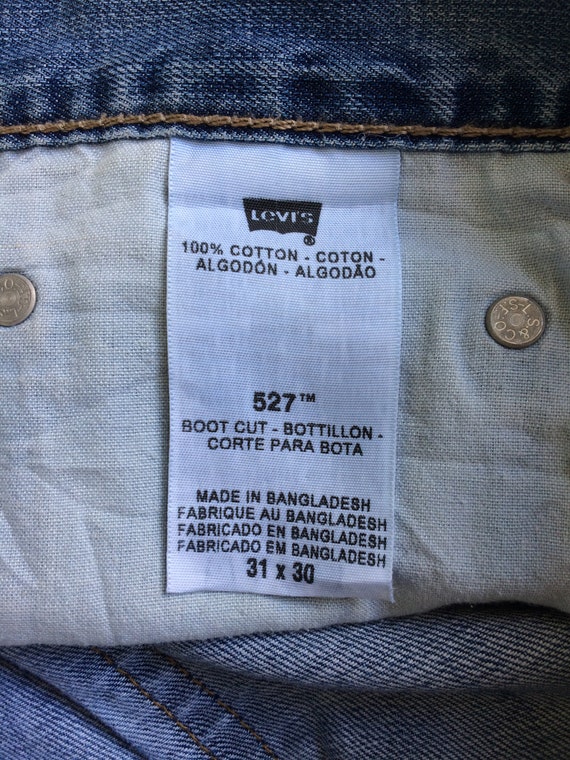 Levi's
®
100% COTTON - COTON -
ALGODÓN - ALGODÃO
527™
BOOT CUT - BOTTILLON -
CORTE PARA BOTA
MADE IN BANGLADESH
FABRIQUE AU BANGLADESH
FABRICADO EN BANGLADESH
FABRICADO EM BANGLADESH
31 x 30